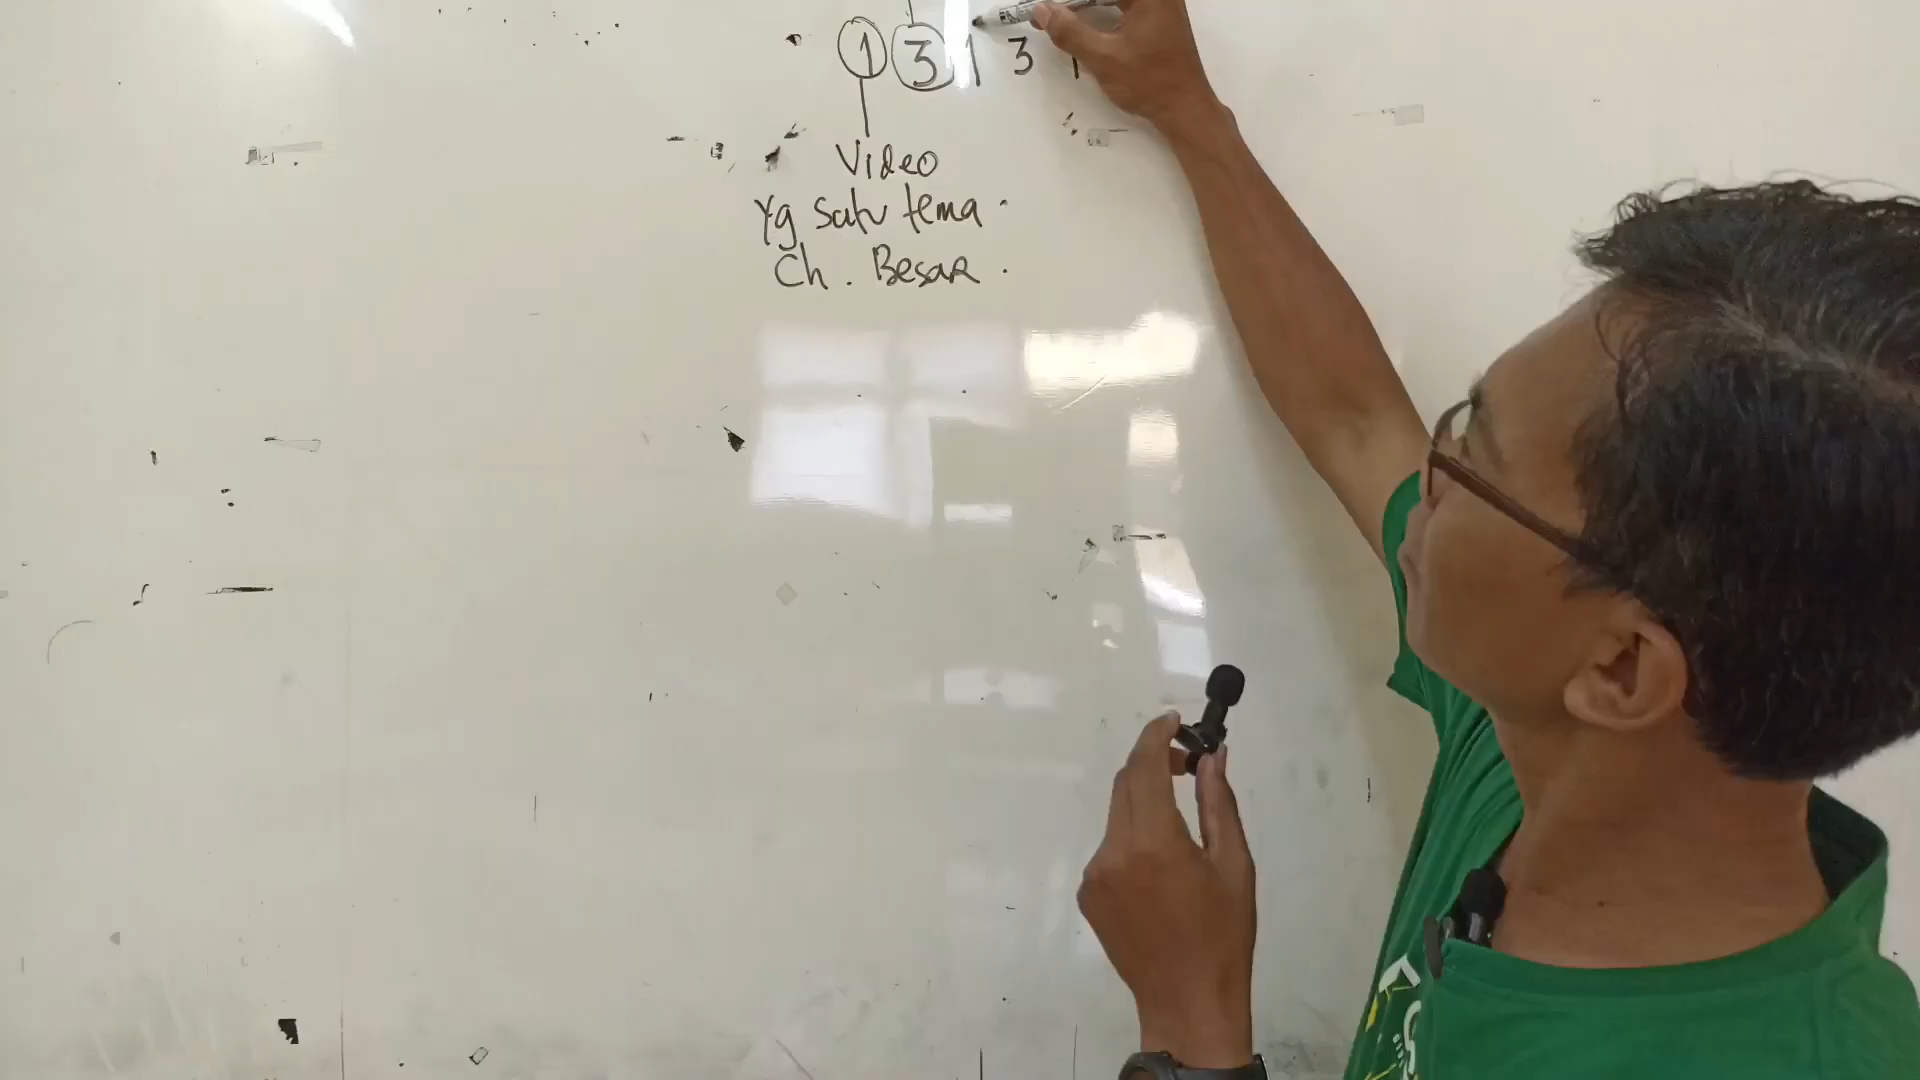 1 3 1 3 1
Video
Yg satu tema.
Ch. Besar.